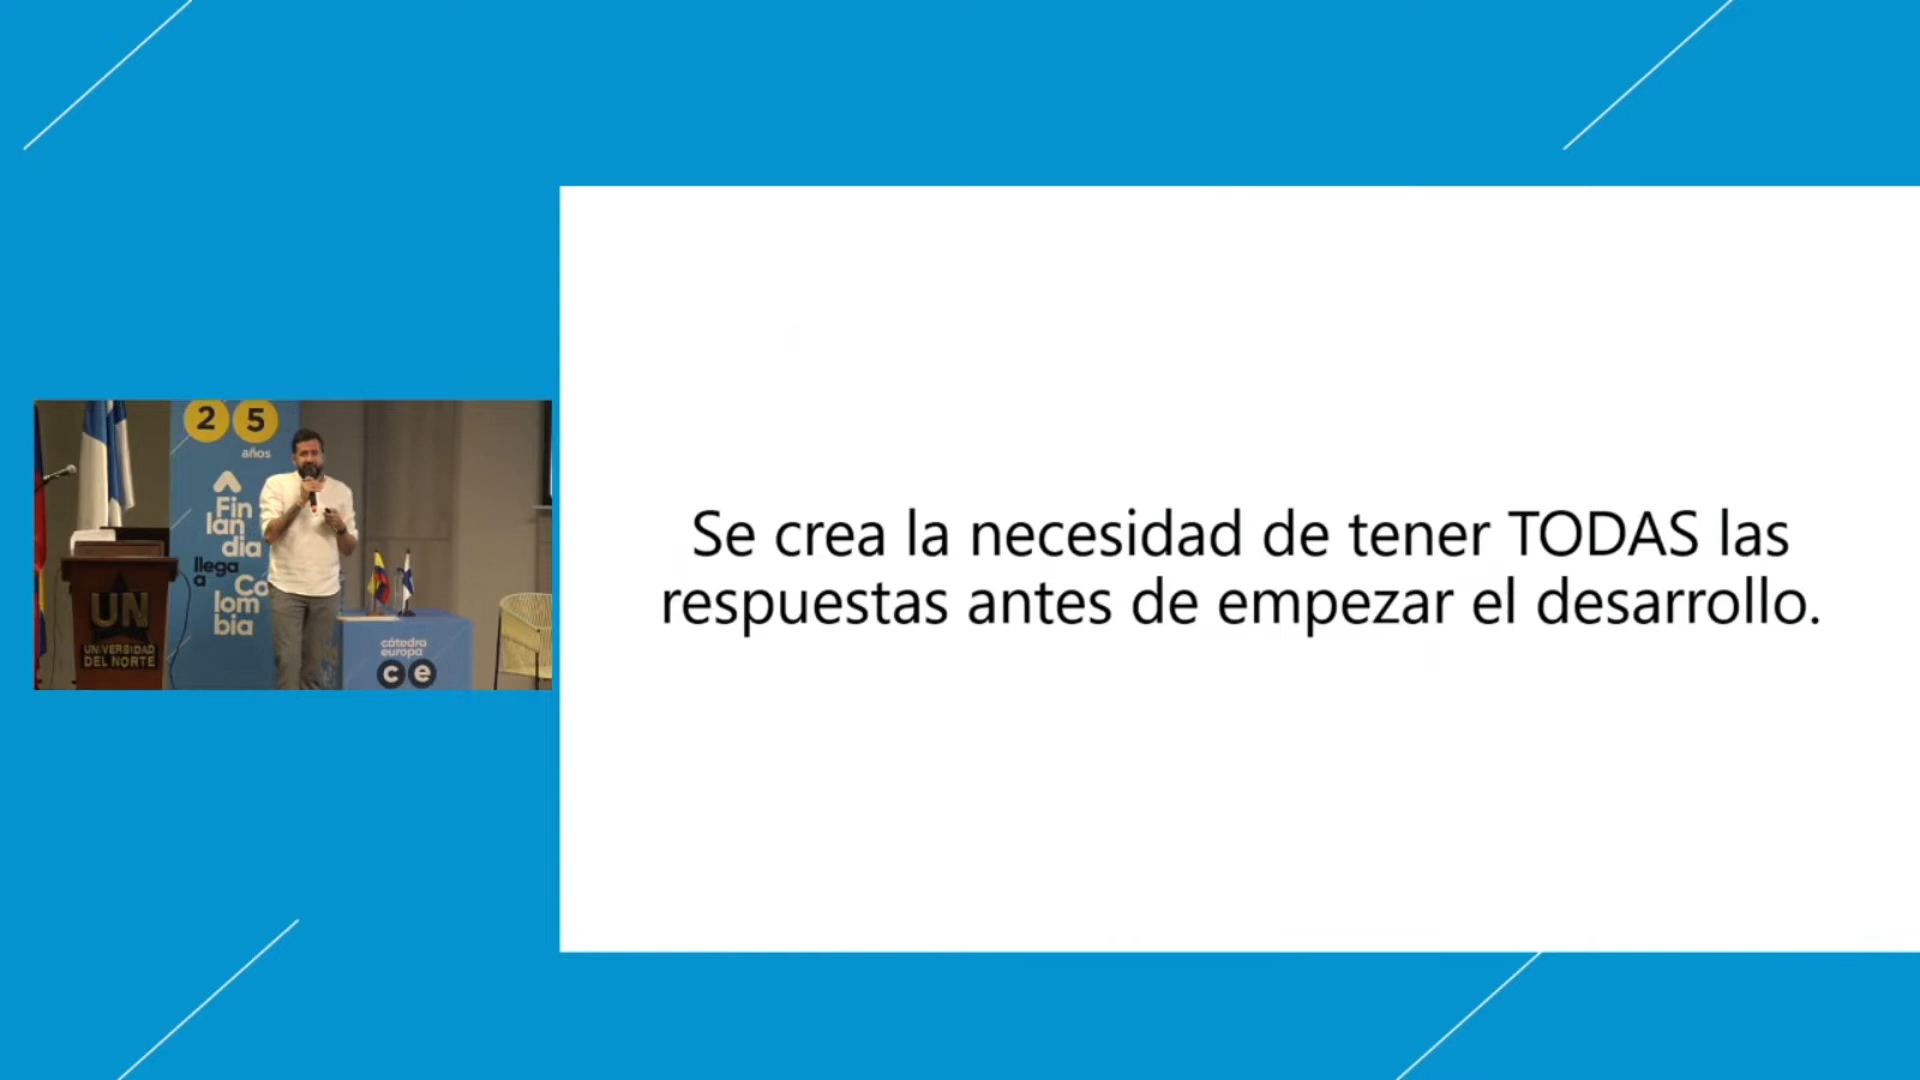 2 5
años
Fin
lan
dia
llega
a
Co
lom
bia
UN
UNIVERSIDAD
DEL NORTE
cátedra
europa
c e
Se crea la necesidad de tener TODAS las
respuestas antes de empezar el desarrollo.